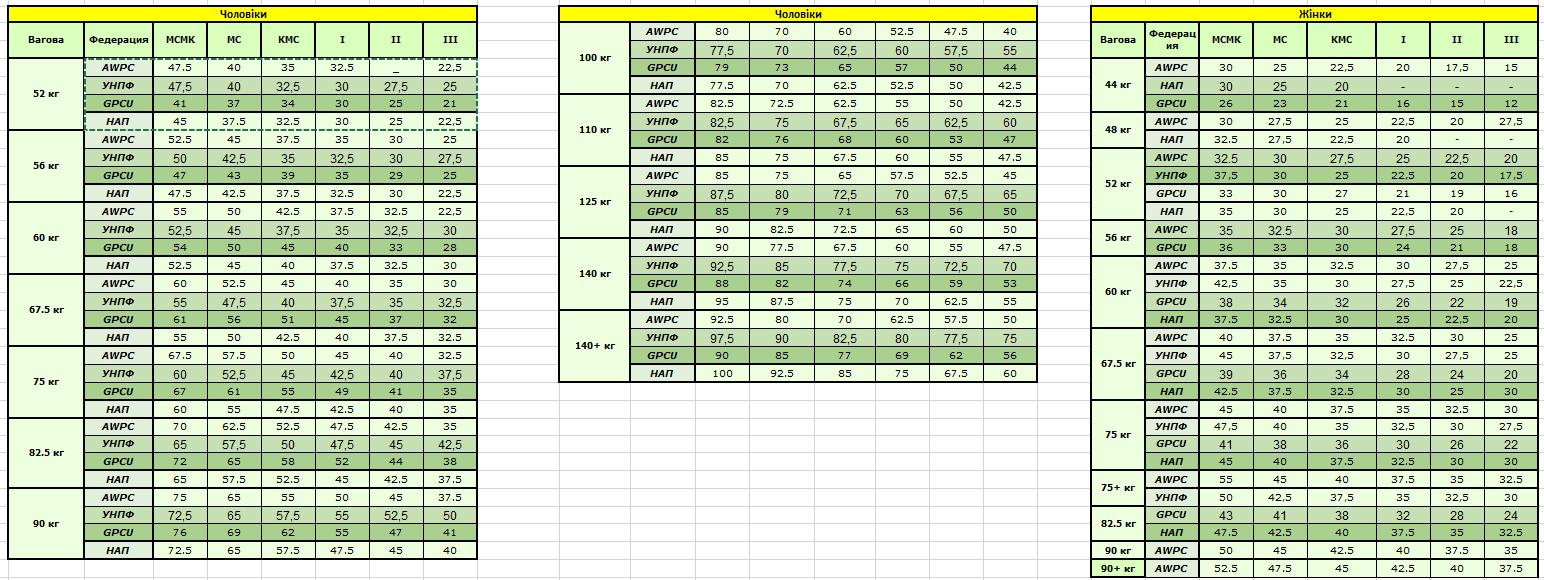 Чоловіки
Вагова Федерация МСМК МС КМС I II III
52 кг
AWPC 47.5 40 35 32.5 _ 22,5
УНПФ 47,5 40 32,5 30 27,5 25
GPCU 41 37 34 30 25 21
НАП 45 37.5 32.5 30 25 22,5
56 кг
AWPC 52.5 45 37.5 35 30 25
УНПФ 50 42,5 35 32,5 30 27,5
GPCU 47 43 39 35 29 25
НАП 47.5 42.5 37.5 32.5 30 22,5
60 кг
AWPC 55 50 42.5 37.5 32.5 22,5
УНПФ 52,5 45 37,5 35 32,5 30
GPCU 54 50 45 40 33 28
НАП 52.5 45 40 37.5 32.5 30
67.5 кг
AWPC 60 52.5 45 40 35 30
УНПФ 55 47,5 40 37,5 35 32,5
GPCU 61 56 51 45 37 32
НАП 55 50 42.5 40 37.5 32.5
75 кг
AWPC 67.5 57.5 50 45 40 32.5
УНПФ 60 52,5 45 42,5 40 37,5
GPCU 67 61 55 49 41 35
НАП 60 55 47.5 42.5 40 35
82.5 кг
AWPC 70 62.5 52.5 47.5 42.5 35
УНПФ 65 57,5 50 47,5 45 42,5
GPCU 72 65 58 52 44 38
НАП 65 57.5 52.5 45 42.5 37.5
90 кг
AWPC 75 65 55 50 45 37.5
УНПФ 72,5 65 57,5 55 52,5 50
GPCU 76 69 62 55 47 41
НАП 72.5 65 57.5 47.5 45 40
Чоловіки
100 кг
AWPC 80 70 60 52.5 47.5 40
УНПФ 77,5 70 62,5 60 57,5 55
GPCU 79 73 65 57 50 44
НАП 77.5 70 62.5 52.5 50 42.5
110 кг
AWPC 82.5 72.5 62.5 55 50 42.5
УНПФ 82,5 75 67,5 65 62,5 60
GPCU 82 76 68 60 53 47
НАП 85 75 67.5 60 55 47.5
125 кг
AWPC 85 75 65 57.5 52.5 45
УНПФ 87,5 80 72,5 70 67,5 65
GPCU 85 79 71 63 56 50
НАП 90 82.5 72.5 65 60 50
140 кг
AWPC 90 77.5 67.5 60 55 47.5
УНПФ 92,5 85 77,5 75 72,5 70
GPCU 88 82 74 66 59 53
НАП 95 87.5 75 70 62.5 55
140+ кг
AWPC 92.5 80 70 62.5 57.5 50
УНПФ 97,5 90 82,5 80 77,5 75
GPCU 90 85 77 69 62 56
НАП 100 92.5 85 75 67.5 60
Жінки
Вагова Федерац
ия МСМК МС КМС I II III
44 кг
AWPC 30 25 22,5 20 17,5 15
НАП 30 25 20 - - -
GPCU 26 23 21 16 15 12
48 кг
AWPC 30 27,5 25 22,5 20 27,5
НАП 32.5 27,5 22,5 20 - -
52 кг
AWPC 32.5 30 27,5 25 22,5 20
УНПФ 37,5 30 25 22,5 20 17,5
GPCU 33 30 27 21 19 16
НАП 35 30 25 22,5 20 -
56 кг
AWPC 35 32.5 30 27,5 25 18
GPCU 36 33 30 24 21 18
60 кг
AWPC 37.5 35 32.5 30 27,5 25
УНПФ 42,5 35 30 27,5 25 22,5
GPCU 38 34 32 26 22 19
НАП 37.5 32.5 30 25 22,5 20
67.5 кг
AWPC 40 37.5 35 32.5 30 25
УНПФ 45 37,5 32,5 30 27,5 25
GPCU 39 36 34 28 24 20
НАП 42.5 37.5 32.5 30 25 30
75 кг
AWPC 45 40 37.5 35 32.5 30
УНПФ 47,5 40 35 32,5 30 27,5
GPCU 41 38 36 30 26 22
НАП 45 40 37.5 32.5 30 30
75+ кг
AWPC 55 45 40 37.5 35 32.5
УНПФ 50 42,5 37,5 35 32,5 30
82.5 кг
GPCU 43 41 38 32 28 24
НАП 47.5 42.5 40 37.5 35 32.5
90 кг AWPC 50 45 42.5 40 37.5 35
90+ кг AWPC 52.5 47.5 45 42.5 40 37.5